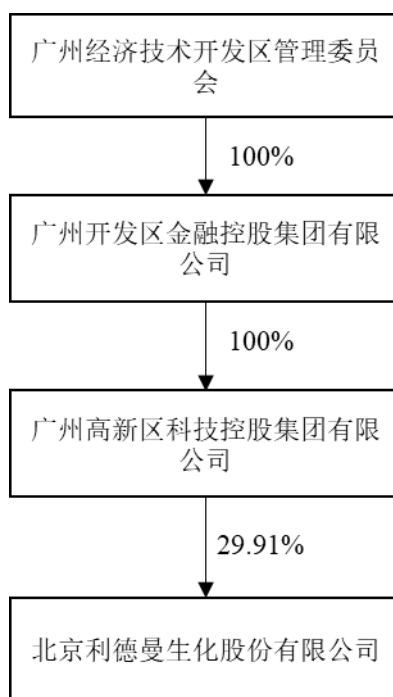 广州经济技术开发区管理委员
会
100%
广州开发区金融控股集团有限
公司
100%
广州高新区科技控股集团有限
公司
29.91%
北京利德曼生化股份有限公司